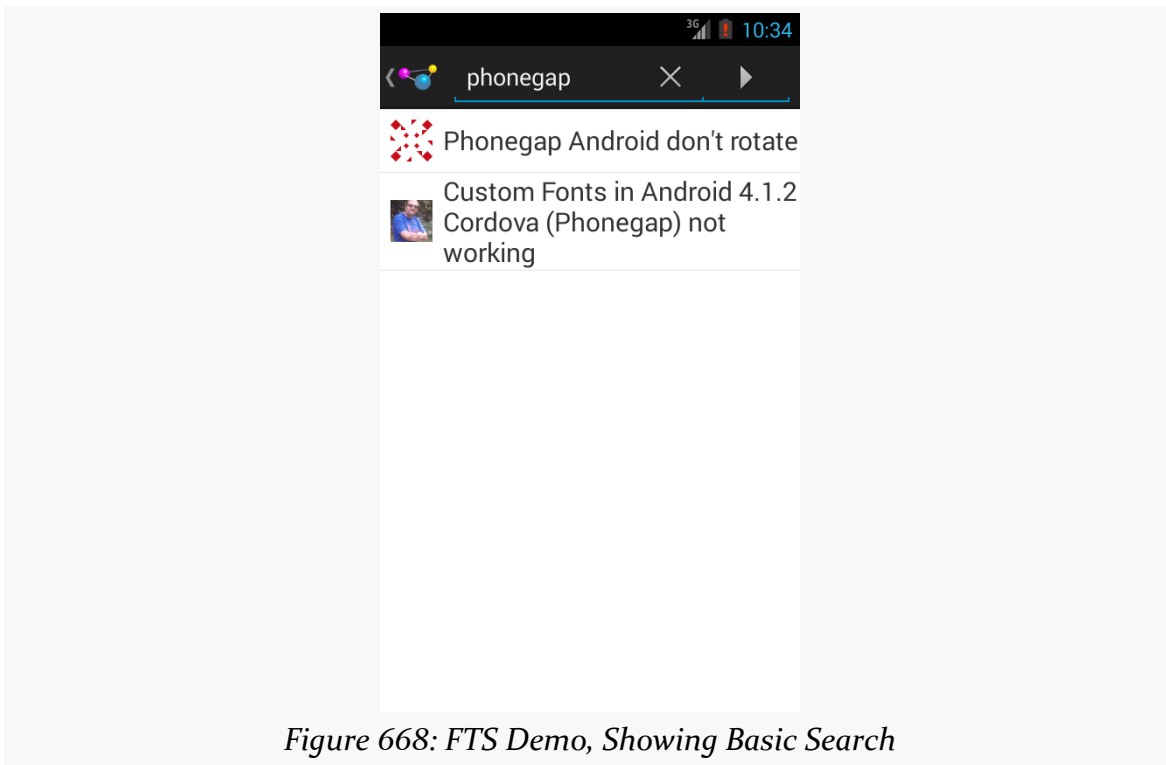 3G 10:34
phonegap
Phonegap Android don't rotate
Custom Fonts in Android 4.1.2
Cordova (Phonegap) not
working
Figure 668: FTS Demo, Showing Basic Search